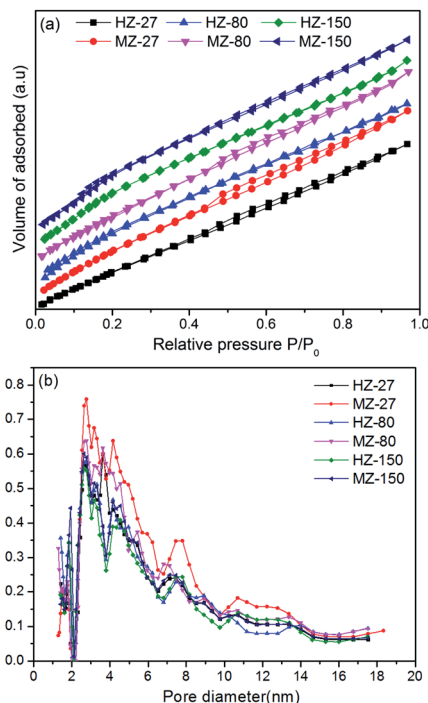 (a)
HZ-27 HZ-80 HZ-150
MZ-27 MZ-80 MZ-150
Volume of adsorbed (a.u)
0.0 0.2 0.4 0.6 0.8 1.0
Relative pressure P/P0
(b)
HZ-27
MZ-27
HZ-80
MZ-80
HZ-150
MZ-150
0.8
0.7
0.6
0.5
0.4
0.3
0.2
0.1
0.0
0 2 4 6 8 10 12 14 16 18 20
Pore diameter(nm)